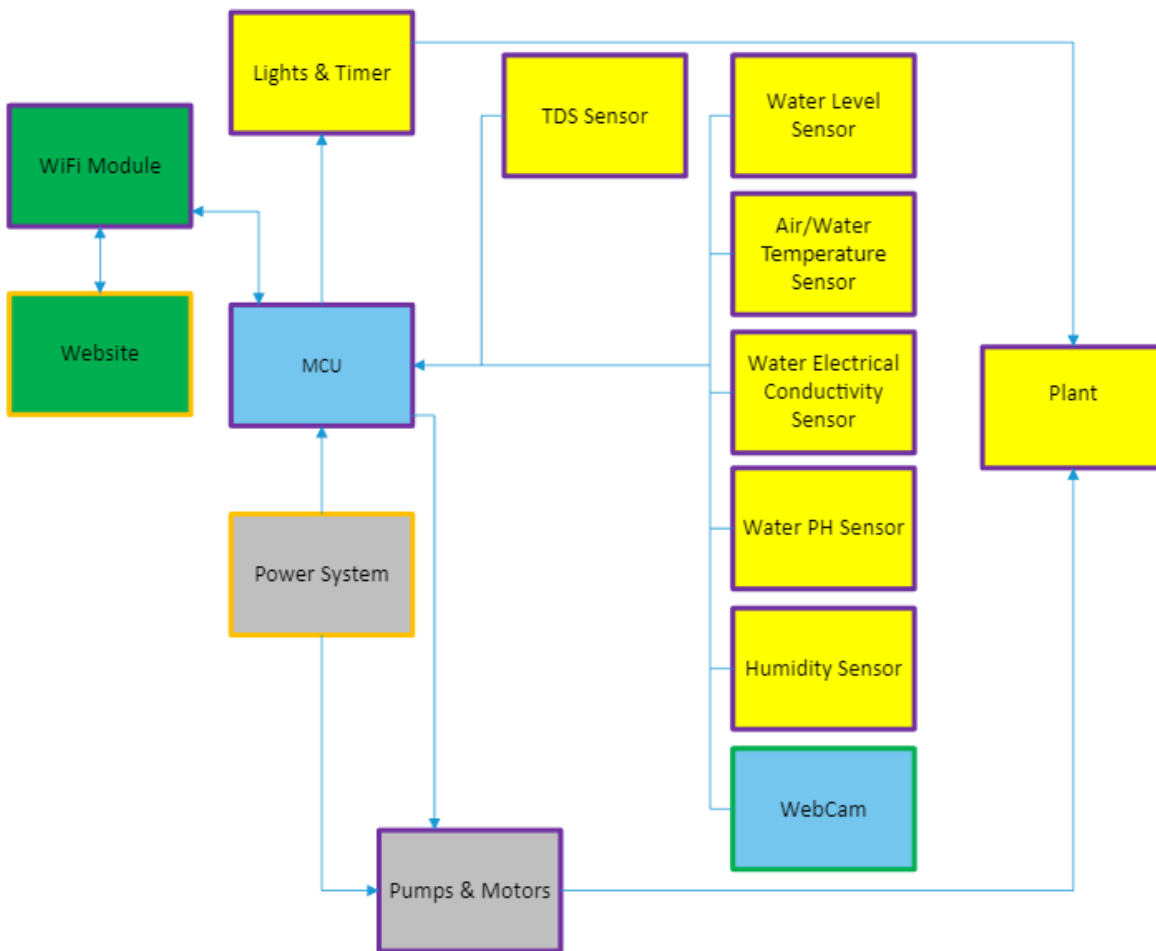 Lights & Timer
TDS Sensor
Water Level
Sensor
WiFi Module
Air/Water
Temperature
Sensor
Website
MCU
Water Electrical
Conductivity
Sensor
Plant
Water PH Sensor
Power System
Humidity Sensor
WebCam
Pumps & Motors